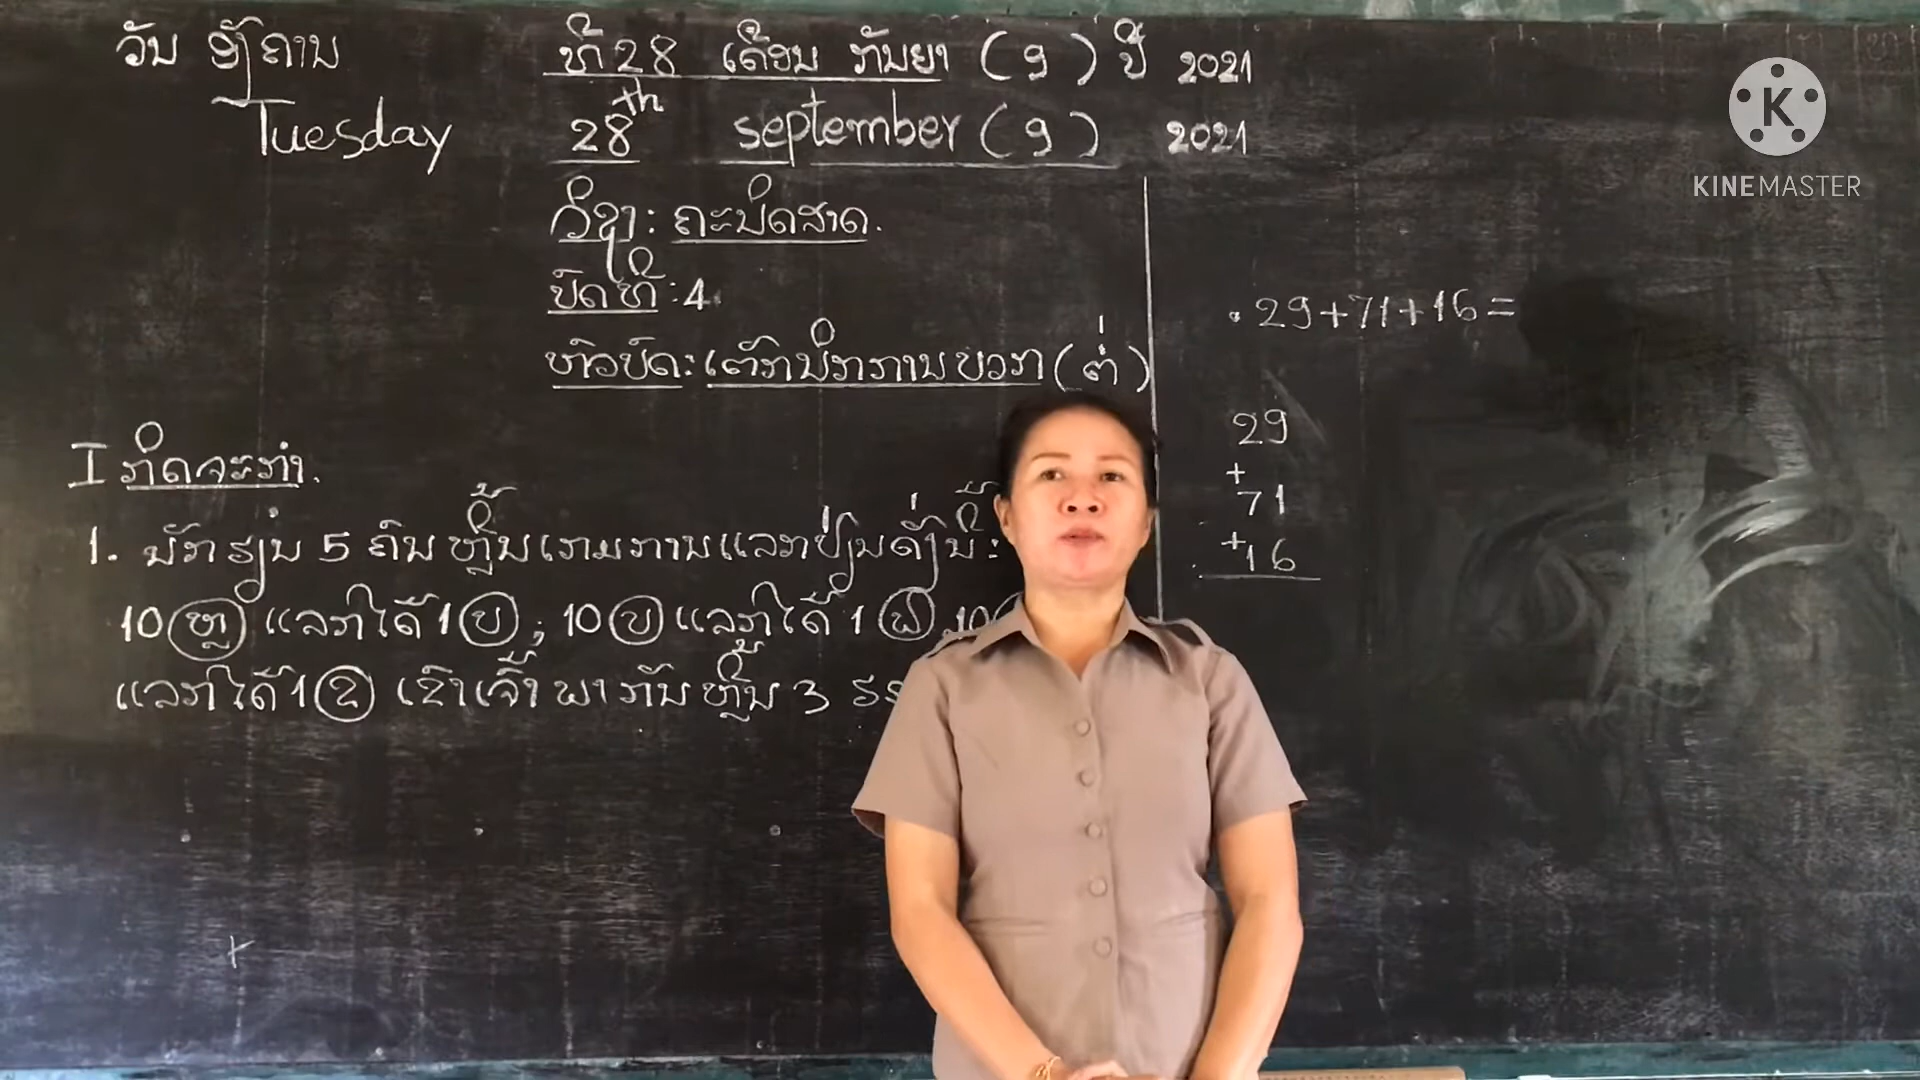 ວັນ ອັງຄານ ທີ 28 ເດືອນ ກັນຍາ (9) ປີ 2021
Tuesday 28th september (9) 2021
ວິຊາ: ຄະນິດສາດ.
ບົດທີ: 4
ຫົວບົດ: ເຕັກນິກການບວກ (ຕໍ່)
I ກິດຈະກຳ.
1. ນັກຮຽນ 5 ຄົນຫຼິ້ນເກມການແລກປ່ຽນດັ່ງນີ້:
10 ຫຼ ແລກໄດ້ 1 ບ; 10 ບ ແລກໄດ້ 1 ພ, 10
ແລກໄດ້ 1 ຂ ເຂົາເຈົ້າ ພາກັນ ຫຼິ້ນ 3
. 29+71+16=
29
+
71
+
16
K
KINEMASTER